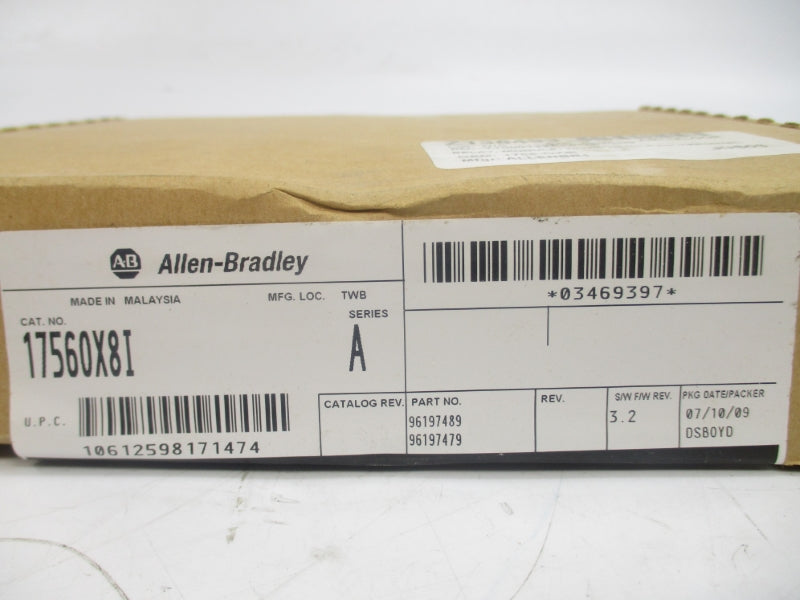 A-B Allen-Bradley
MADE IN MALAYSIA
MFG. LOC. TWB
CAT. NO.
SERIES
17560X8I
A
U.P.C.
10612598171474
*03469397*
CATALOG REV.
PART NO.
96197489
96197479
REV.
S/W F/W REV.
3.2
PKG DATE/PACKER
07/10/09
DSBOYD